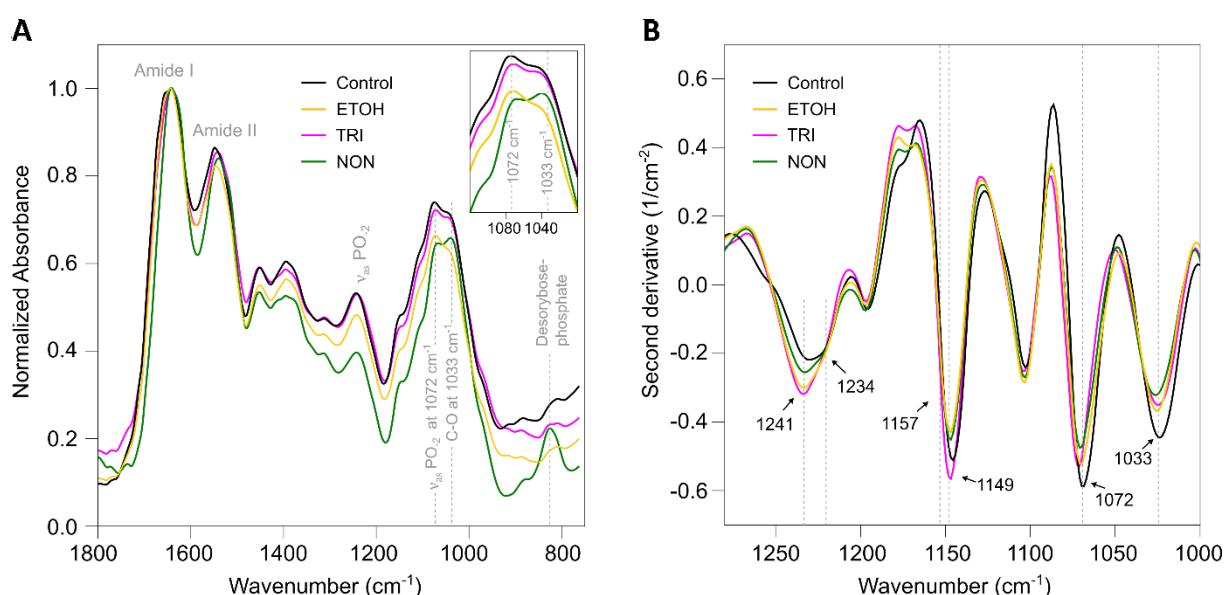 A
Amide I
Amide II
Control
ETOH
TRI
NON
1072 cm⁻¹
1033 cm⁻¹
1080 1040
νas PO-2
Desorybose-
phosphate
νas PO-2 at 1072 cm⁻¹
C-O at 1033 cm⁻¹
Normalized Absorbance
1.0
0.8
0.6
0.4
0.2
0.0
1800 1600 1400 1200 1000 800
Wavenumber (cm⁻¹)
B
Control
ETOH
TRI
NON
Second derivative (1/cm⁻²)
0.6
0.4
0.2
0.0
-0.2
-0.4
-0.6
1241
1234
1157
1149
1072
1033
1250 1200 1150 1100 1050 1000
Wavenumber (cm⁻¹)